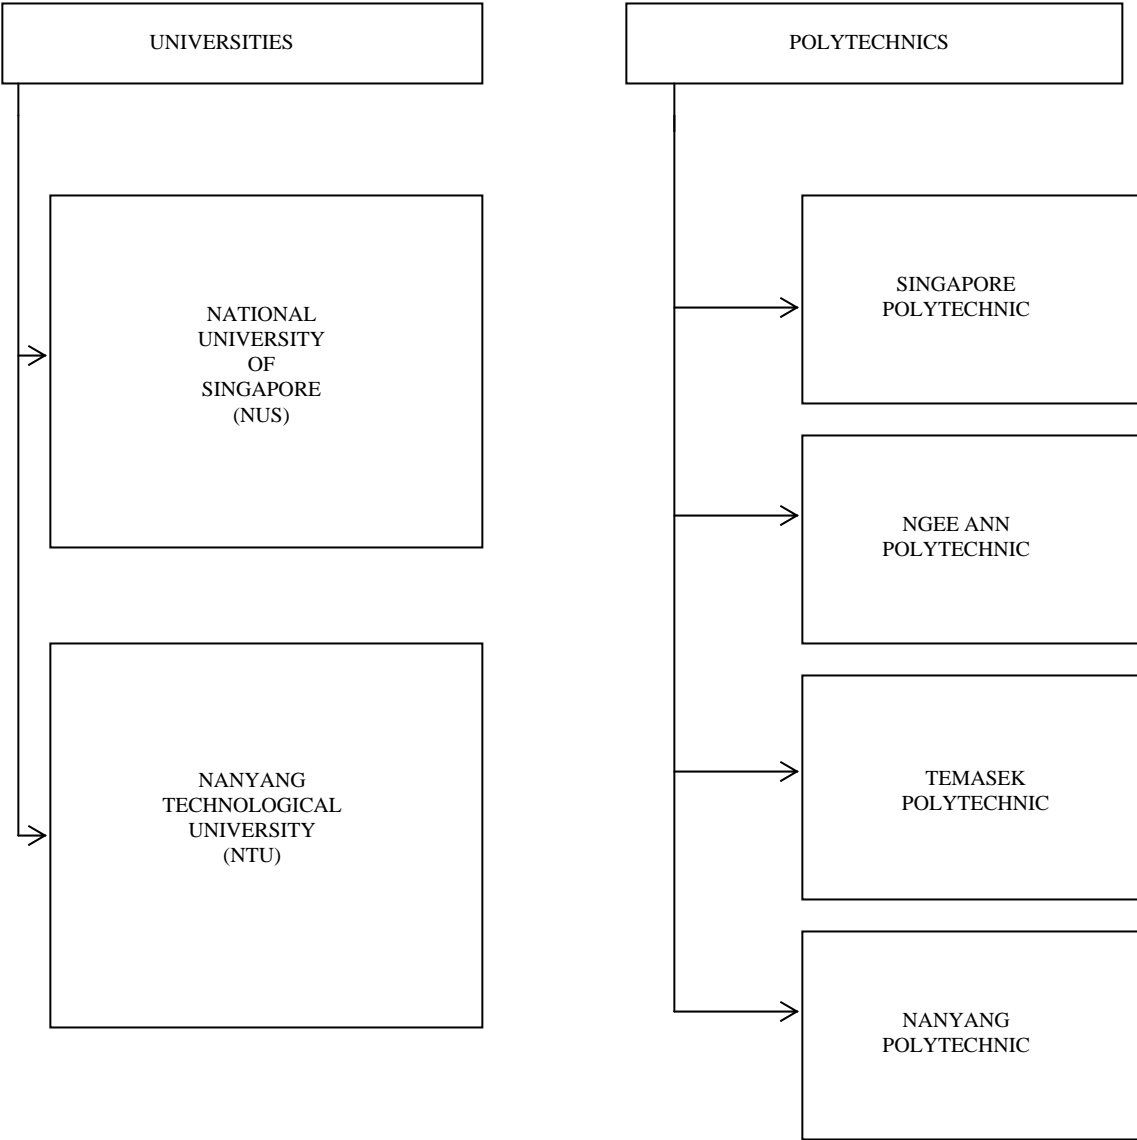 UNIVERSITIES
NATIONAL
UNIVERSITY
OF
SINGAPORE
(NUS)
NANYANG
TECHNOLOGICAL
UNIVERSITY
(NTU)
POLYTECHNICS
SINGAPORE
POLYTECHNIC
NGEE ANN
POLYTECHNIC
TEMASEK
POLYTECHNIC
NANYANG
POLYTECHNIC